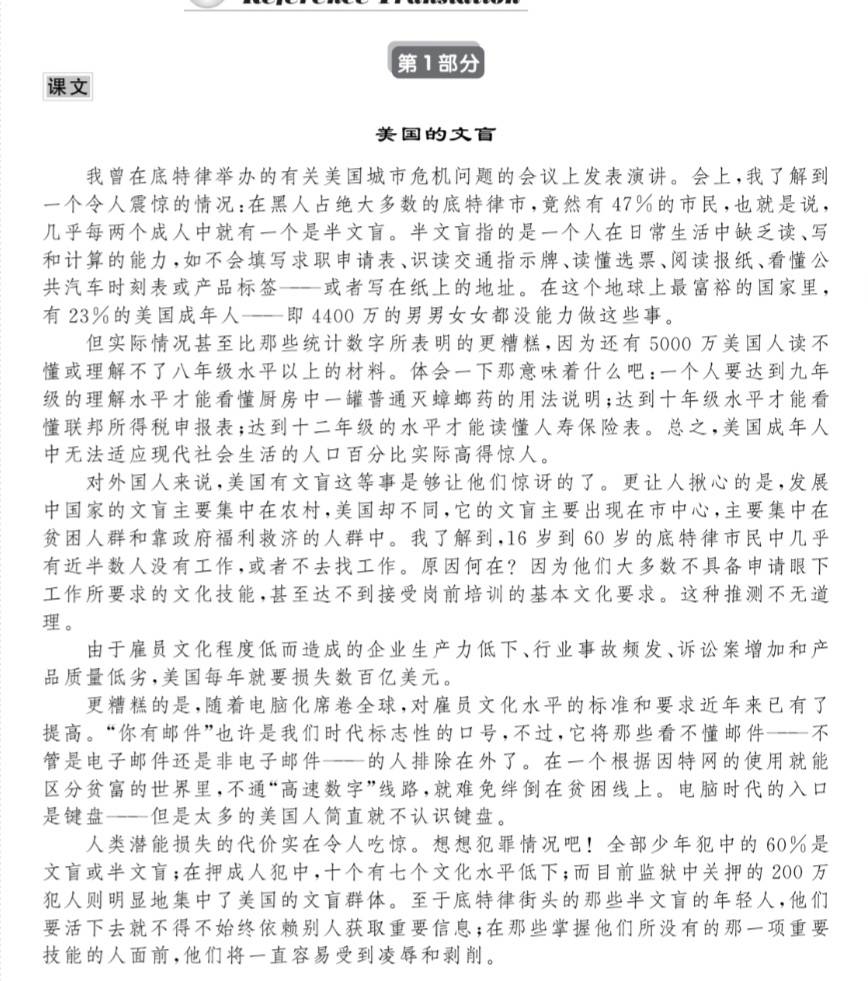 Reference Translation
第1部分
课文
美国的文盲
我曾在底特律举办的有关美国城市危机问题的会议上发表演讲。会上,我了解到
一个令人震惊的情况:在黑人占绝大多数的底特律市,竟然有 47%的市民,也就是说,
几乎每两个成人中就有一个是半文盲。半文盲指的是一个人在日常生活中缺乏读、写
和计算的能力,如不会填写求职申请表、识读交通指示牌、读懂选票、阅读报纸、看懂公
共汽车时刻表或产品标签——或者写在纸上的地址。在这个地球上最富裕的国家里,
有 23%的美国成年人——即 4400 万的男男女女都没能力做这些事。
但实际情况甚至比那些统计数字所表明的更糟糕,因为还有 5000 万美国人读不
懂或理解不了八年级水平以上的材料。体会一下那意味着什么吧:一个人要达到九年
级的理解水平才能看懂厨房中一罐普通灭蟑螂药的用法说明;达到十年级水平才能看
懂联邦所得税申报表;达到十二年级的水平才能读懂人寿保险表。总之,美国成年人
中无法适应现代社会生活的人口百分比实际高得惊人。
对外国人来说,美国有文盲这等事是够让他们惊讶的了。更让人揪心的是,发展
中国家的文盲主要集中在农村,美国却不同,它的文盲主要出现在市中心,主要集中在
贫困人群和靠政府福利救济的人群中。我了解到,16 岁到 60 岁的底特律市民中几乎
有近半数人没有工作,或者不去找工作。原因何在? 因为他们大多数不具备申请眼下
工作所要求的文化技能,甚至达不到接受岗前培训的基本文化要求。这种推测不无道
理。
由于雇员文化程度低而造成的企业生产力低下、行业事故频发、诉讼案增加和产
品质量低劣,美国每年就要损失数百亿美元。
更糟糕的是,随着电脑化席卷全球,对雇员文化水平的标准和要求近年来已有了
提高。“你有邮件”也许是我们时代标志性的口号,不过,它将那些看不懂邮件——不
管是电子邮件还是非电子邮件——的人排除在外了。在一个根据因特网的使用就能
区分贫富的世界里,不通“高速数字”线路,就难免绊倒在贫困线上。电脑时代的入口
是键盘——但是太多的美国人简直就不认识键盘。
人类潜能损失的代价实在令人吃惊。想想犯罪情况吧! 全部少年犯中的 60%是
文盲或半文盲;在押成人犯中,十个有七个文化水平低下;而目前监狱中关押的 200 万
犯人则明显地集中了美国的文盲群体。至于底特律街头的那些半文盲的年轻人,他们
要活下去就不得不始终依赖别人获取重要信息;在那些掌握他们所没有的那一项重要
技能的人面前,他们将一直容易受到凌辱和剥削。